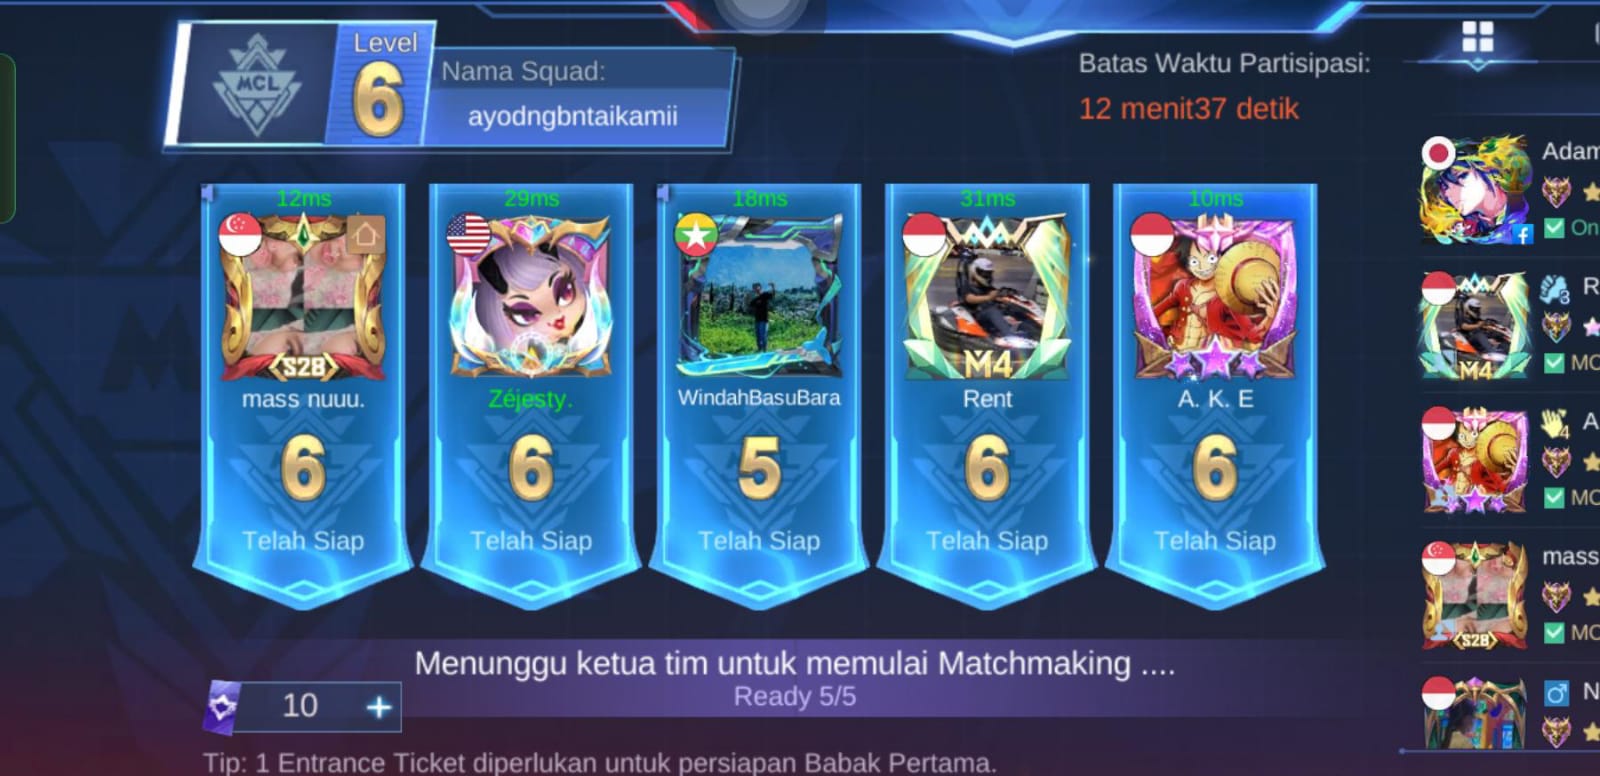 Level
MCL
6
Nama Squad:
ayodngbntaikamii
Batas Waktu Partisipasi:
12 menit37 detik
12ms
29ms
18ms
31ms
10ms
S28
M4
mass nuuu.
Zéjesty.
WindahBasuBara
Rent
A. K. E
6
6
5
6
6
Telah Siap
Telah Siap
Telah Siap
Telah Siap
Telah Siap
Menunggu ketua tim untuk memulai Matchmaking ....
Ready 5/5
10 +
Tip: 1 Entrance Ticket diperlukan untuk persiapan Babak Pertama.
Adam
f
On
R
3
M4
MC
A
4
MC
mass
S28
MC
N